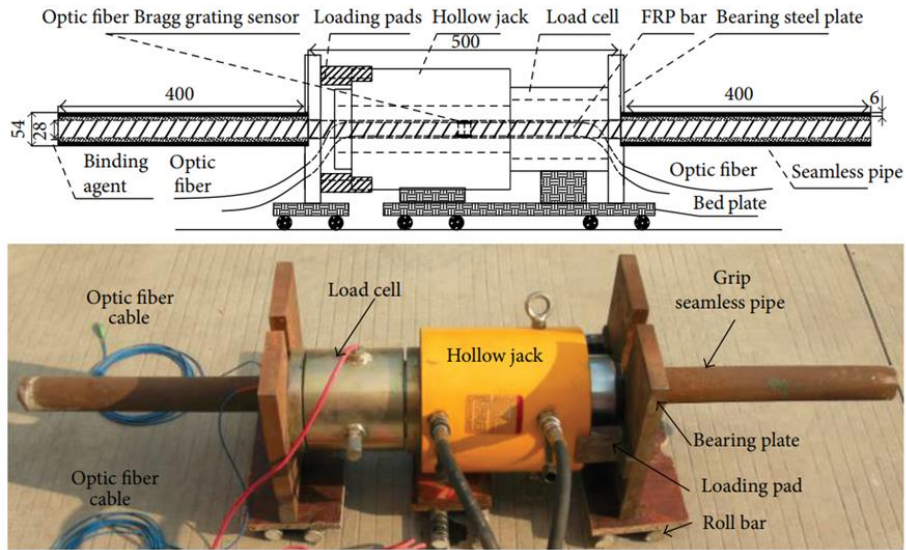 Optic fiber Bragg grating sensor
Loading pads
Hollow jack
Load cell
FRP bar
Bearing steel plate
500
400
400
6
54
28
Binding
agent
Optic
fiber
Optic fiber
Seamless pipe
Bed plate
Optic fiber
cable
Load cell
Hollow jack
Grip
seamless pipe
Bearing plate
Optic fiber
cable
Loading pad
Roll bar